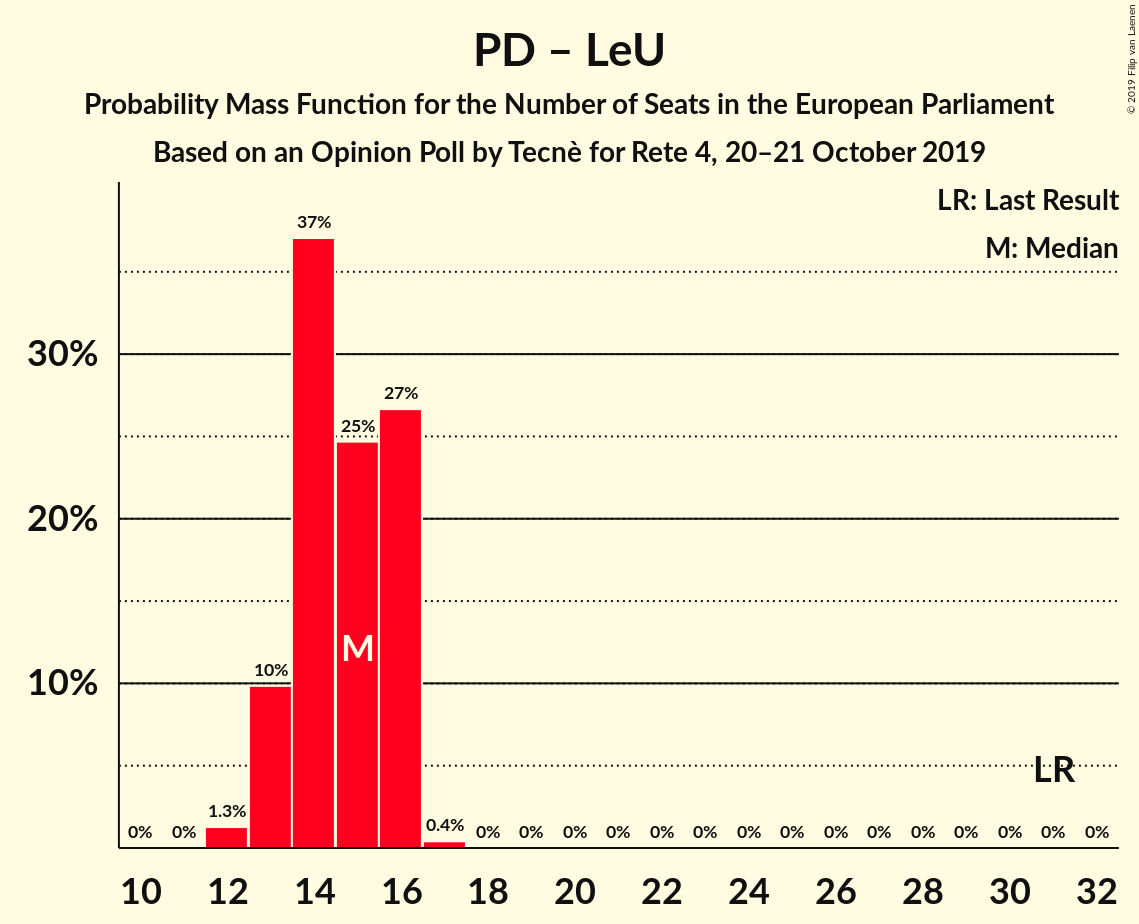 © 2019 Filip van Laenen
PD – LeU
Probability Mass Function for the Number of Seats in the European Parliament
Based on an Opinion Poll by Tecnè for Rete 4, 20–21 October 2019
LR: Last Result
M: Median
37%
30%
27%
25%
20%
M
10%
10%
LR
0% 0% 1.3% 0.4% 0% 0% 0% 0% 0% 0% 0% 0% 0% 0% 0% 0% 0% 0% 0%
10 12 14 16 18 20 22 24 26 28 30 32